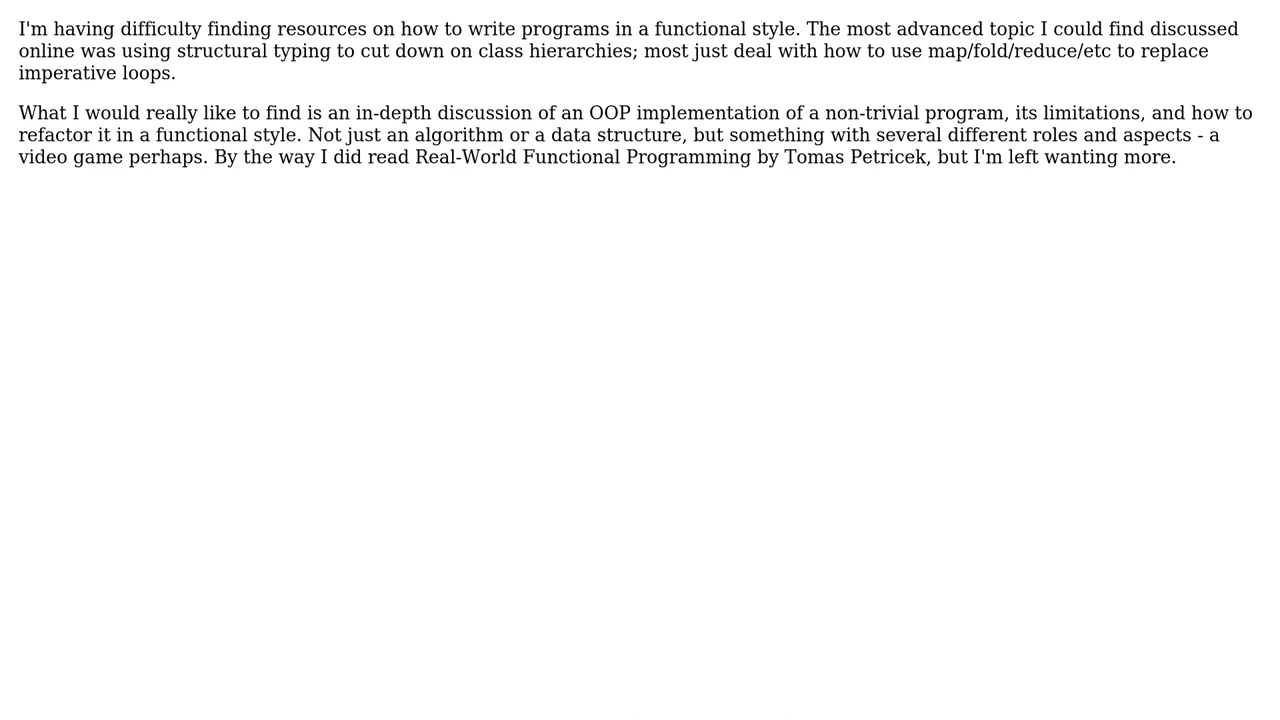 I'm having difficulty finding resources on how to write programs in a functional style. The most advanced topic I could find discussed
online was using structural typing to cut down on class hierarchies; most just deal with how to use map/fold/reduce/etc to replace
imperative loops.
What I would really like to find is an in-depth discussion of an OOP implementation of a non-trivial program, its limitations, and how to
refactor it in a functional style. Not just an algorithm or a data structure, but something with several different roles and aspects - a
video game perhaps. By the way I did read Real-World Functional Programming by Tomas Petricek, but I'm left wanting more.